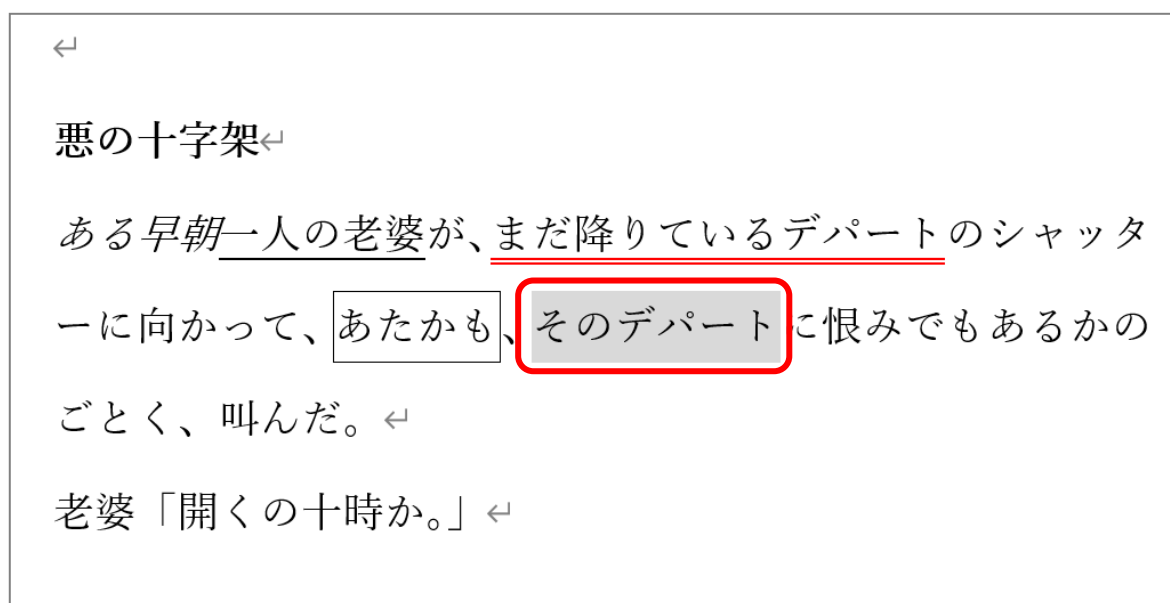 悪の十字架
ある早朝一人の老婆が、まだ降りているデパートのシャッタ
ーに向かって、あたかも、そのデパートに恨みでもあるかの
ごとく、叫んだ。
老婆「開くの十時か。」